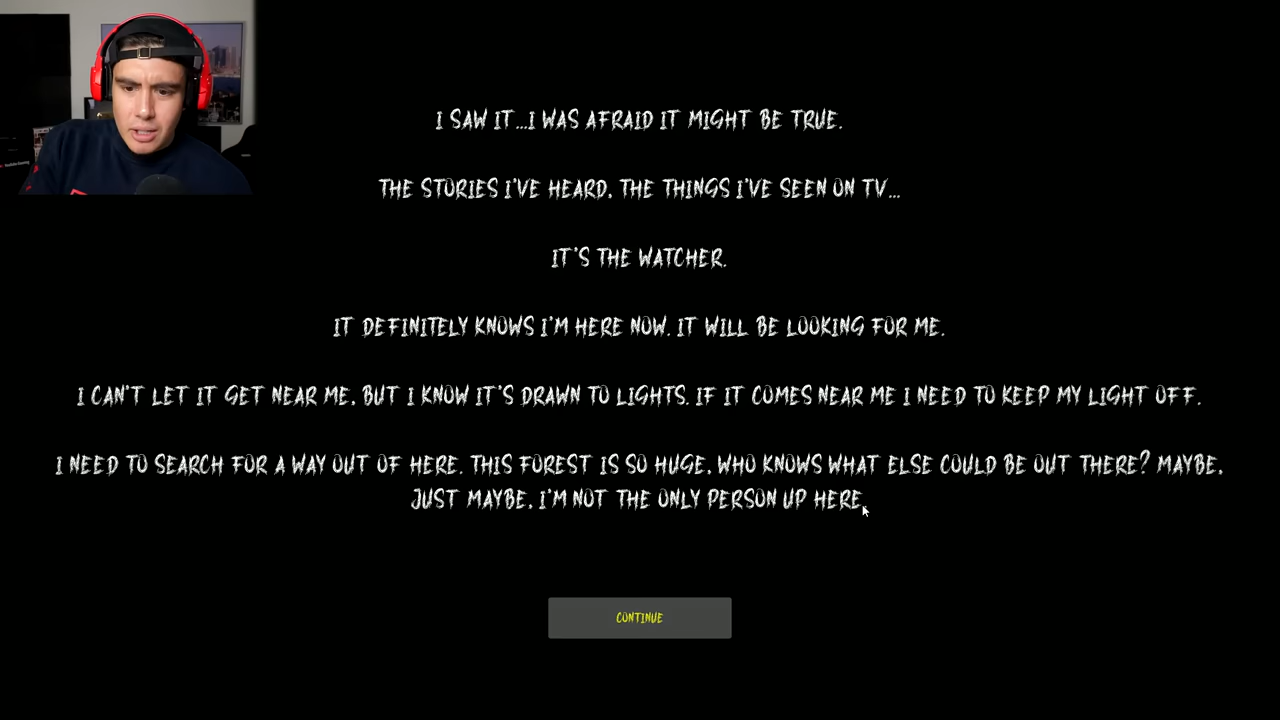 I SAW IT...I WAS AFRAID IT MIGHT BE TRUE.
THE STORIES I'VE HEARD, THE THINGS I'VE SEEN ON TV...
IT'S THE WATCHER.
IT DEFINITELY KNOWS I'M HERE NOW. IT WILL BE LOOKING FOR ME.
I CAN'T LET IT GET NEAR ME, BUT I KNOW IT'S DRAWN TO LIGHTS. IF IT COMES NEAR ME I NEED TO KEEP MY LIGHT OFF.
I NEED TO SEARCH FOR A WAY OUT OF HERE. THIS FOREST IS SO HUGE, WHO KNOWS WHAT ELSE COULD BE OUT THERE? MAYBE,
JUST MAYBE, I'M NOT THE ONLY PERSON UP HERE.
CONTINUE